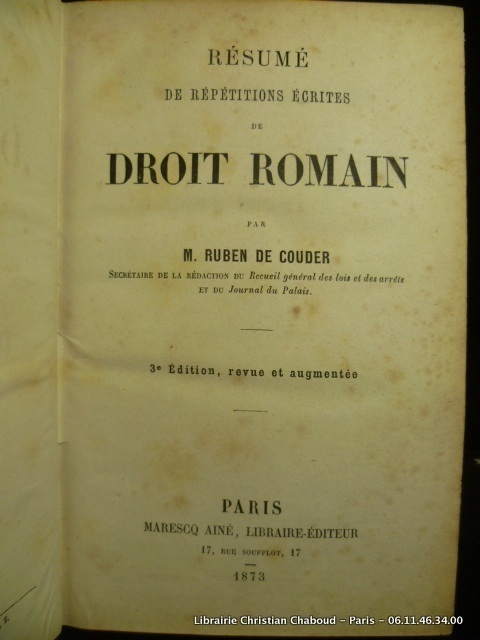 RÉSUMÉ
DE RÉPÉTITIONS ÉCRITES
DE
DROIT ROMAIN
PAR
M. RUBEN DE COUDER
SECRÉTAIRE DE LA RÉDACTION DU Recueil général des lois et des arrêts
ET DU Journal du Palais.
3e Édition, revue et augmentée
PARIS
MARESCQ AINÉ, LIBRAIRE-ÉDITEUR
17, RUE SOUFFLOT, 17
1873
Librairie Christian Chaboud – Paris – 06.11.46.34.00